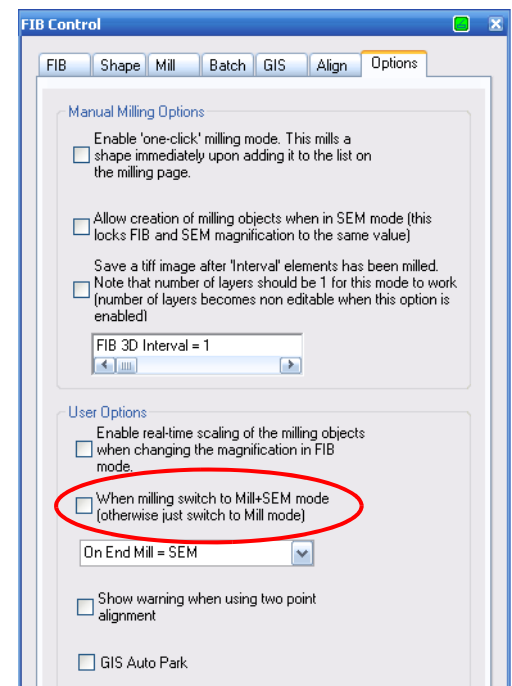 FIB Control
FIB Shape Mill Batch GIS Align Options
Manual Milling Options
Enable 'one-click' milling mode. This mills a
shape immediately upon adding it to the list on
the milling page.
Allow creation of milling objects when in SEM mode (this
locks FIB and SEM magnification to the same value)
Save a tiff image after 'Interval' elements has been milled.
Note that number of layers should be 1 for this mode to work
(number of layers becomes non editable when this option is
enabled)
FIB 3D Interval = 1
User Options
Enable real-time scaling of the milling objects
when changing the magnification in FIB
mode.
When milling switch to Mill+SEM mode
(otherwise just switch to Mill mode)
On End Mill = SEM
Show warning when using two point
alignment
GIS Auto Park